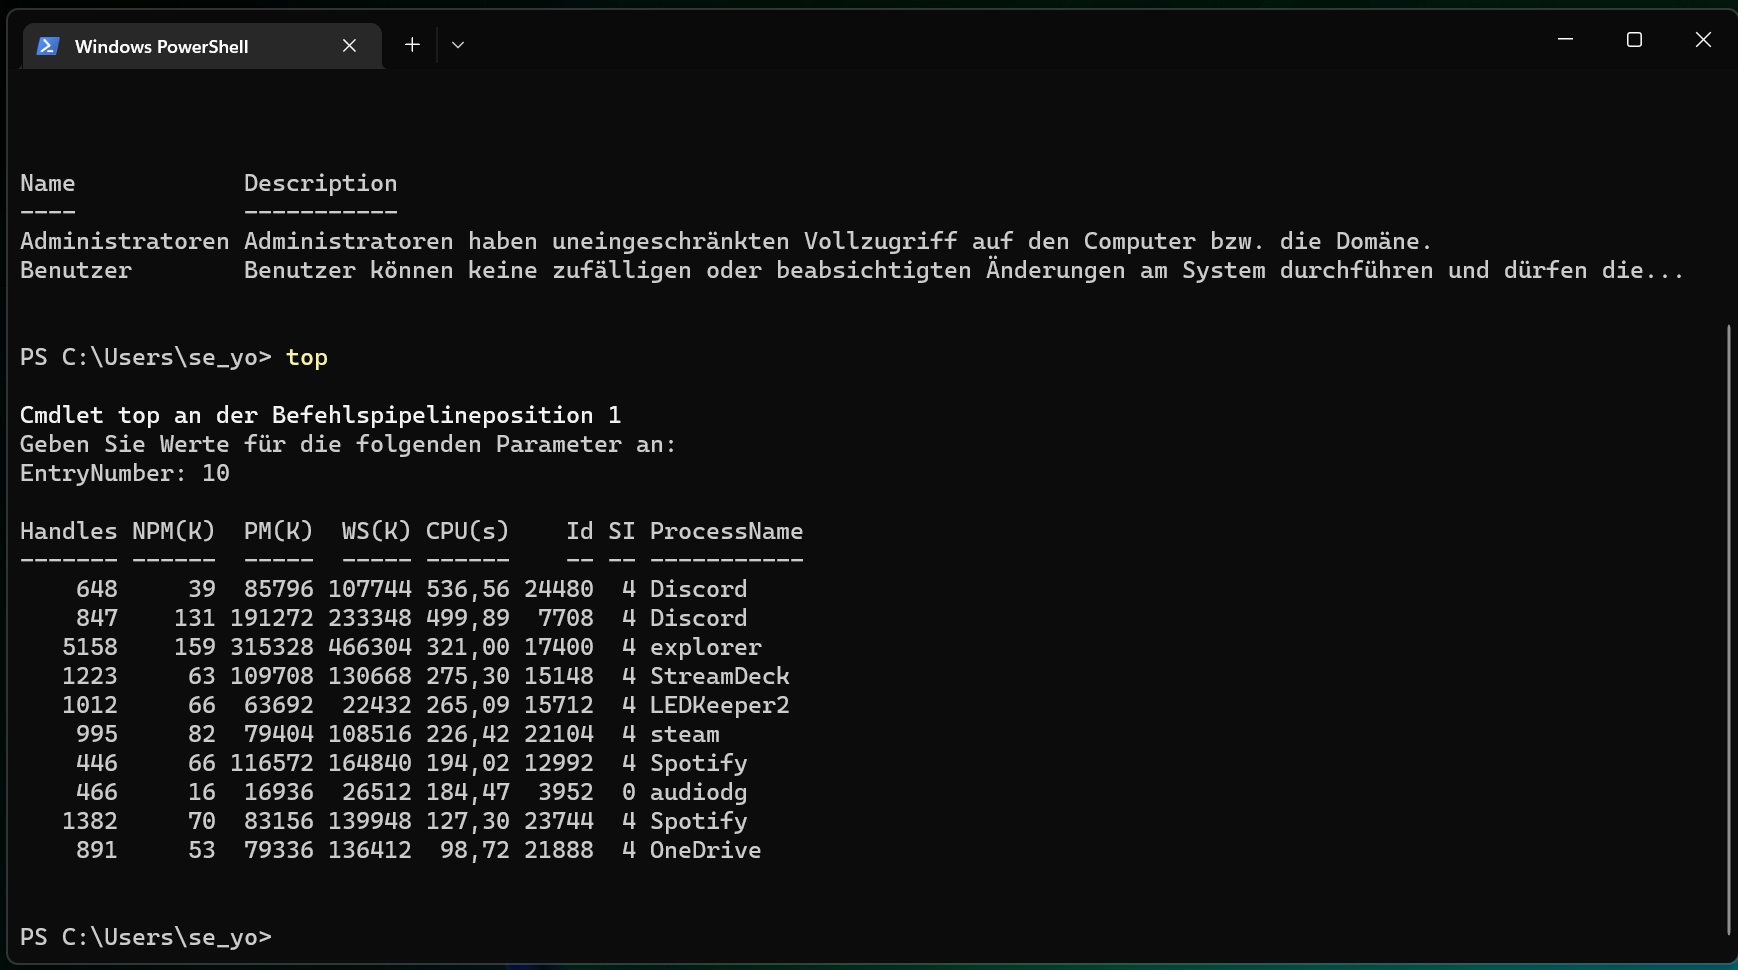 Windows PowerShell
Name            Description
----            -----------
Administratoren Administratoren haben uneingeschränkten Vollzugriff auf den Computer bzw. die Domäne.
Benutzer        Benutzer können keine zufälligen oder beabsichtigten Änderungen am System durchführen und dürfen die...
PS C:\Users\se_yo> top
Cmdlet top an der Befehlspipelineposition 1
Geben Sie Werte für die folgenden Parameter an:
EntryNumber: 10
Handles NPM(K)  PM(K)  WS(K) CPU(s)    Id SI ProcessName
------- ------  -----  ----- ------    -- -- -----------
    648     39  85796 107744 536,56 24480  4 Discord
    847    131 191272 233348 499,89  7708  4 Discord
   5158    159 315328 466304 321,00 17400  4 explorer
   1223     63 109708 130668 275,30 15148  4 StreamDeck
   1012     66  63692  22432 265,09 15712  4 LEDKeeper2
    995     82  79404 108516 226,42 22104  4 steam
    446     66 116572 164840 194,02 12992  4 Spotify
    466     16  16936  26512 184,47  3952  0 audiodg
   1382     70  83156 139948 127,30 23744  4 Spotify
    891     53  79336 136412  98,72 21888  4 OneDrive
PS C:\Users\se_yo>